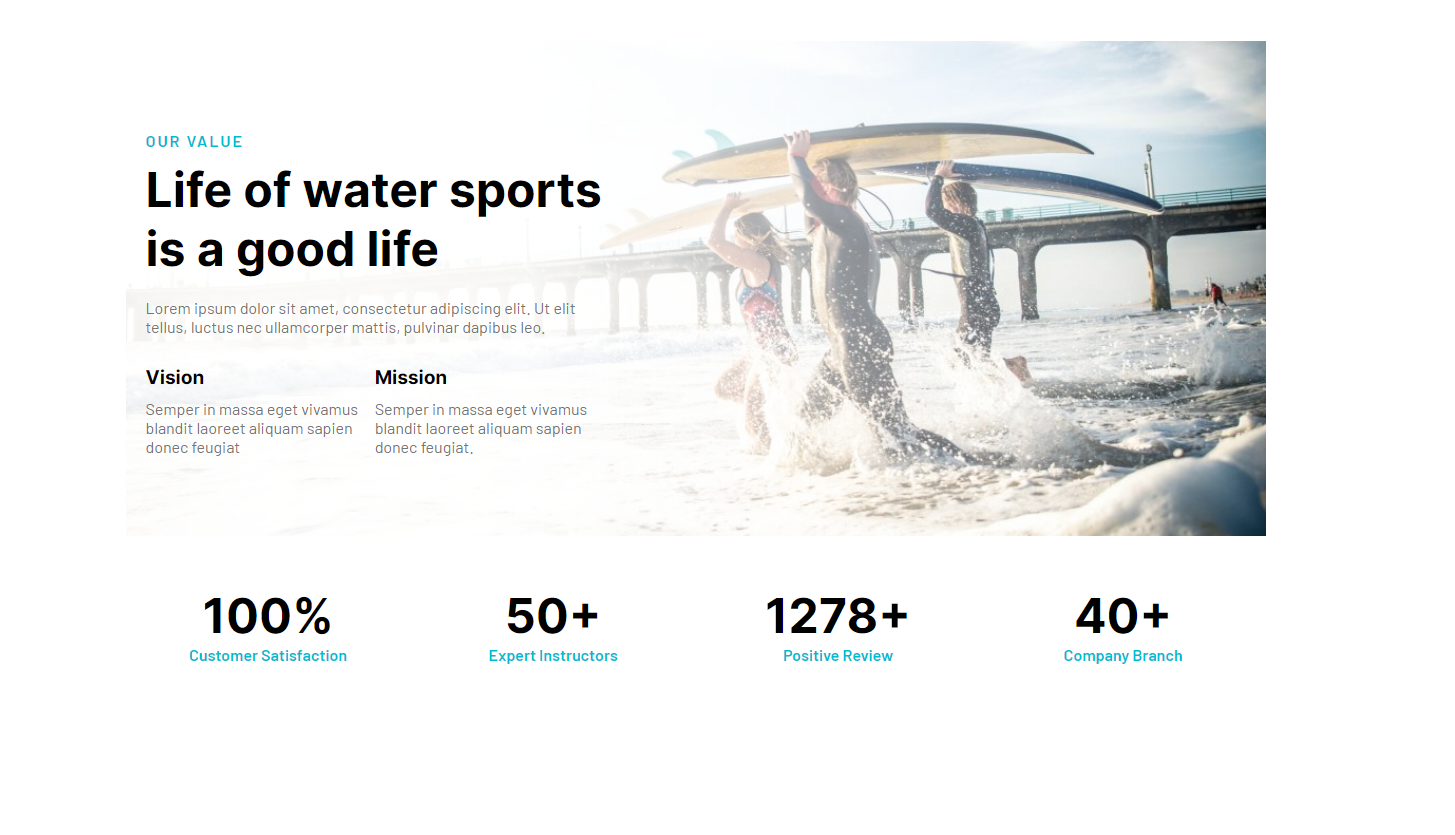 OUR VALUE
Life of water sports
is a good life
Lorem ipsum dolor sit amet, consectetur adipiscing elit. Ut elit
tellus, luctus nec ullamcorper mattis, pulvinar dapibus leo.
Vision
Semper in massa eget vivamus
blandit laoreet aliquam sapien
donec feugiat
Mission
Semper in massa eget vivamus
blandit laoreet aliquam sapien
donec feugiat.
100%
Customer Satisfaction
50+
Expert Instructors
1278+
Positive Review
40+
Company Branch